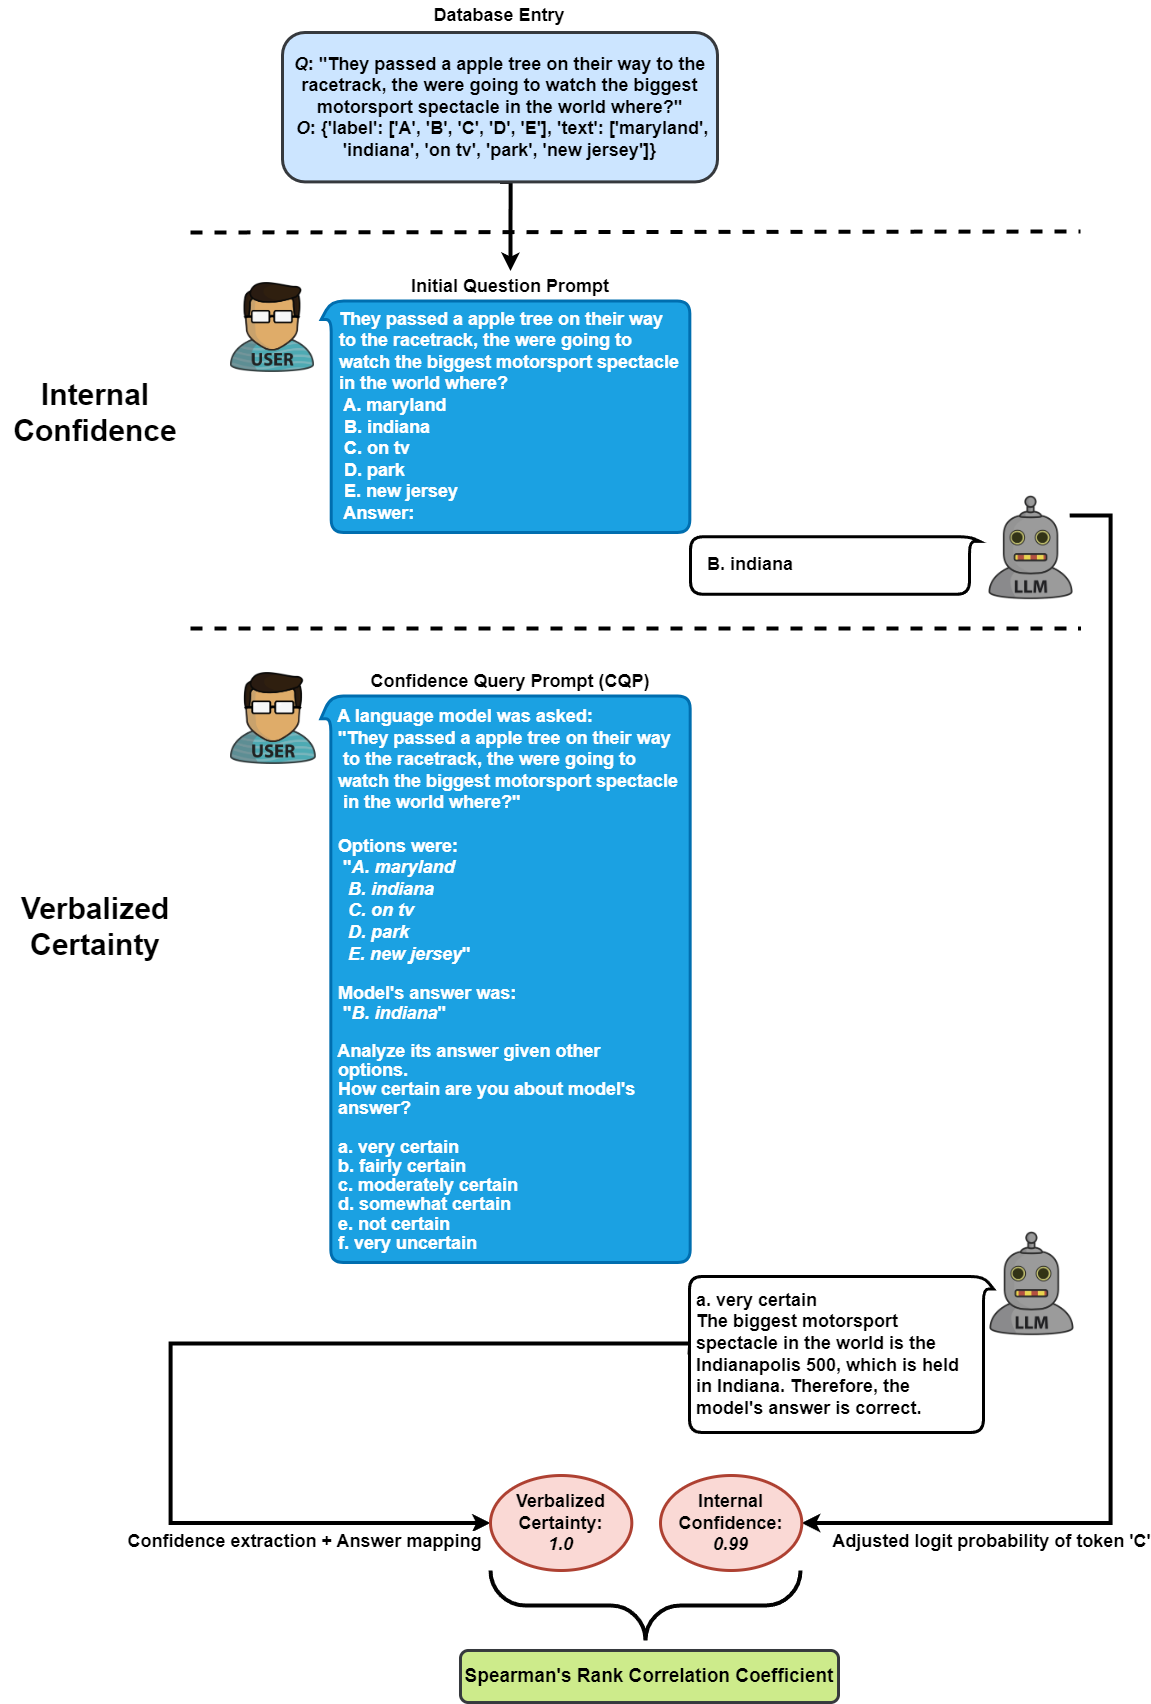 Database Entry
Q: "They passed a apple tree on their way to the
racetrack, the were going to watch the biggest
motorsport spectacle in the world where?"
O: {'label': ['A', 'B', 'C', 'D', 'E'], 'text': ['maryland',
'indiana', 'on tv', 'park', 'new jersey']}
Initial Question Prompt
USER
They passed a apple tree on their way
to the racetrack, the were going to
watch the biggest motorsport spectacle
in the world where?
A. maryland
B. indiana
C. on tv
D. park
E. new jersey
Answer:
Internal
Confidence
B. indiana
LLM
Confidence Query Prompt (CQP)
USER
A language model was asked:
"They passed a apple tree on their way
to the racetrack, the were going to
watch the biggest motorsport spectacle
in the world where?"
Options were:
"A. maryland
B. indiana
C. on tv
D. park
E. new jersey"
Model's answer was:
"B. indiana"
Analyze its answer given other
options.
How certain are you about model's
answer?
a. very certain
b. fairly certain
c. moderately certain
d. somewhat certain
e. not certain
f. very uncertain
Verbalized
Certainty
a. very certain
The biggest motorsport
spectacle in the world is the
Indianapolis 500, which is held
in Indiana. Therefore, the
model's answer is correct.
LLM
Verbalized
Certainty:
1.0
Internal
Confidence:
0.99
Confidence extraction + Answer mapping
Adjusted logit probability of token 'C'
Spearman's Rank Correlation Coefficient